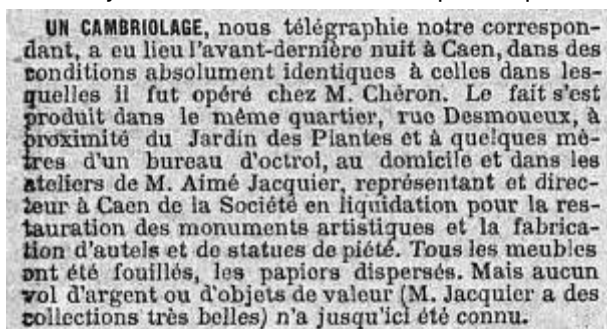 UN CAMBRIOLAGE, nous télégraphie notre correspon-
dant, a eu lieu l'avant-dernière nuit à Caen, dans des
conditions absolument identiques à celles dans les-
quelles il fut opéré chez M. Chéron. Le fait s'est
produit dans le même quartier, rue Desmoueux, à
proximité du Jardin des Plantes et à quelques mè-
tres d'un bureau d'octroi, au domicile et dans les
ateliers de M. Aimé Jacquier, représentant et direc-
teur à Caen de la Société en liquidation pour la res-
tauration des monuments artistiques et la fabrica-
tion d'autels et de statues de piété. Tous les meubles
ont été fouillés, les papiers dispersés. Mais aucun
vol d'argent ou d'objets de valeur (M. Jacquier a des
collections très belles) n'a jusqu'ici été connu.